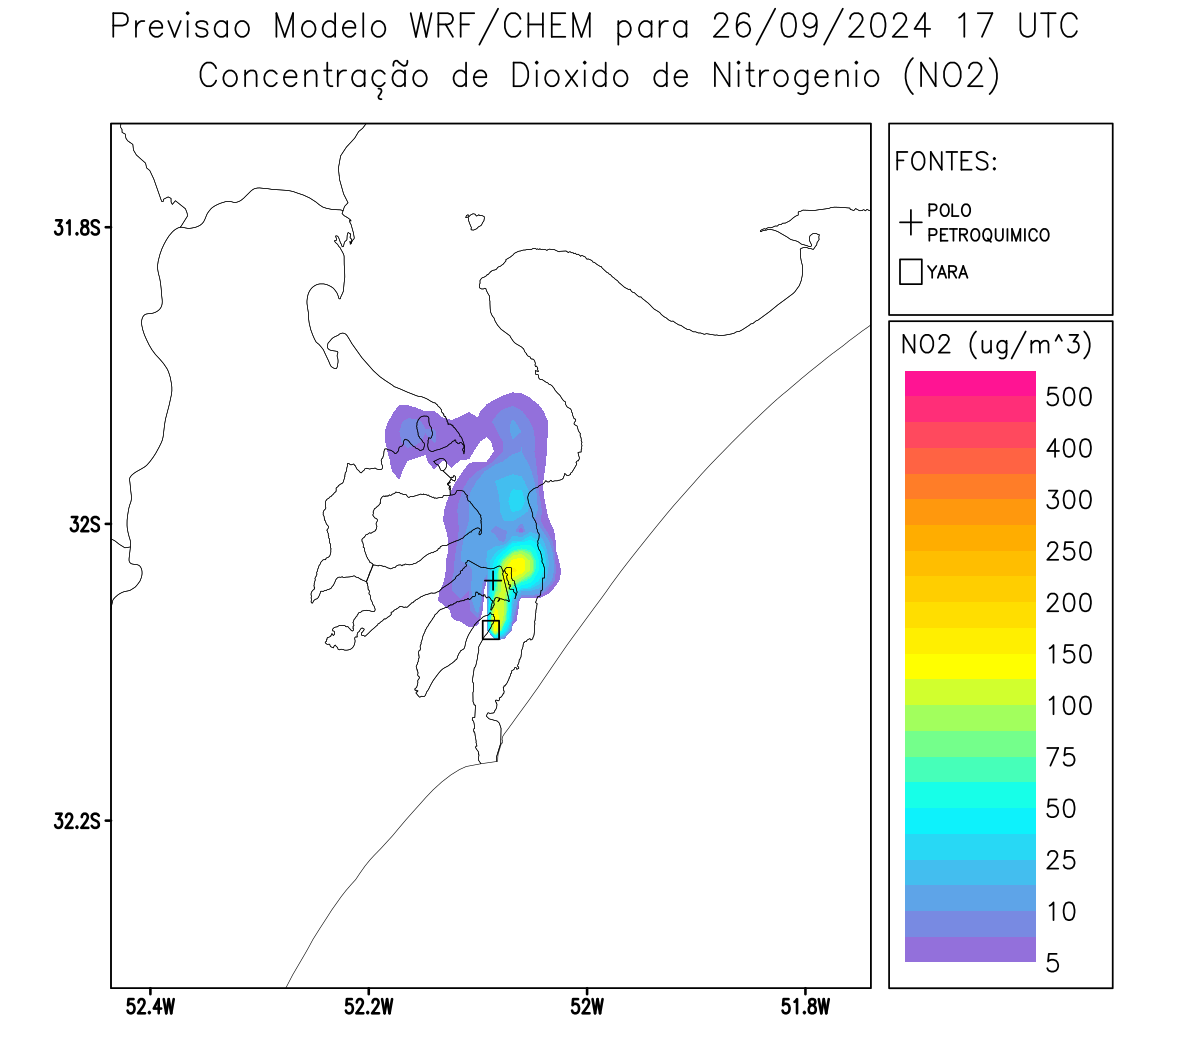 Previsao Modelo WRF/CHEM para 26/09/2024 17 UTC
Concentração de Dioxido de Nitrogenio (NO2)
FONTES:
POLO
PETROQUIMICO
YARA
31.8S
32S
32.2S
52.4W
52.2W
52W
51.8W
NO2 (ug/m^3)
500
400
300
250
200
150
100
75
50
25
10
5